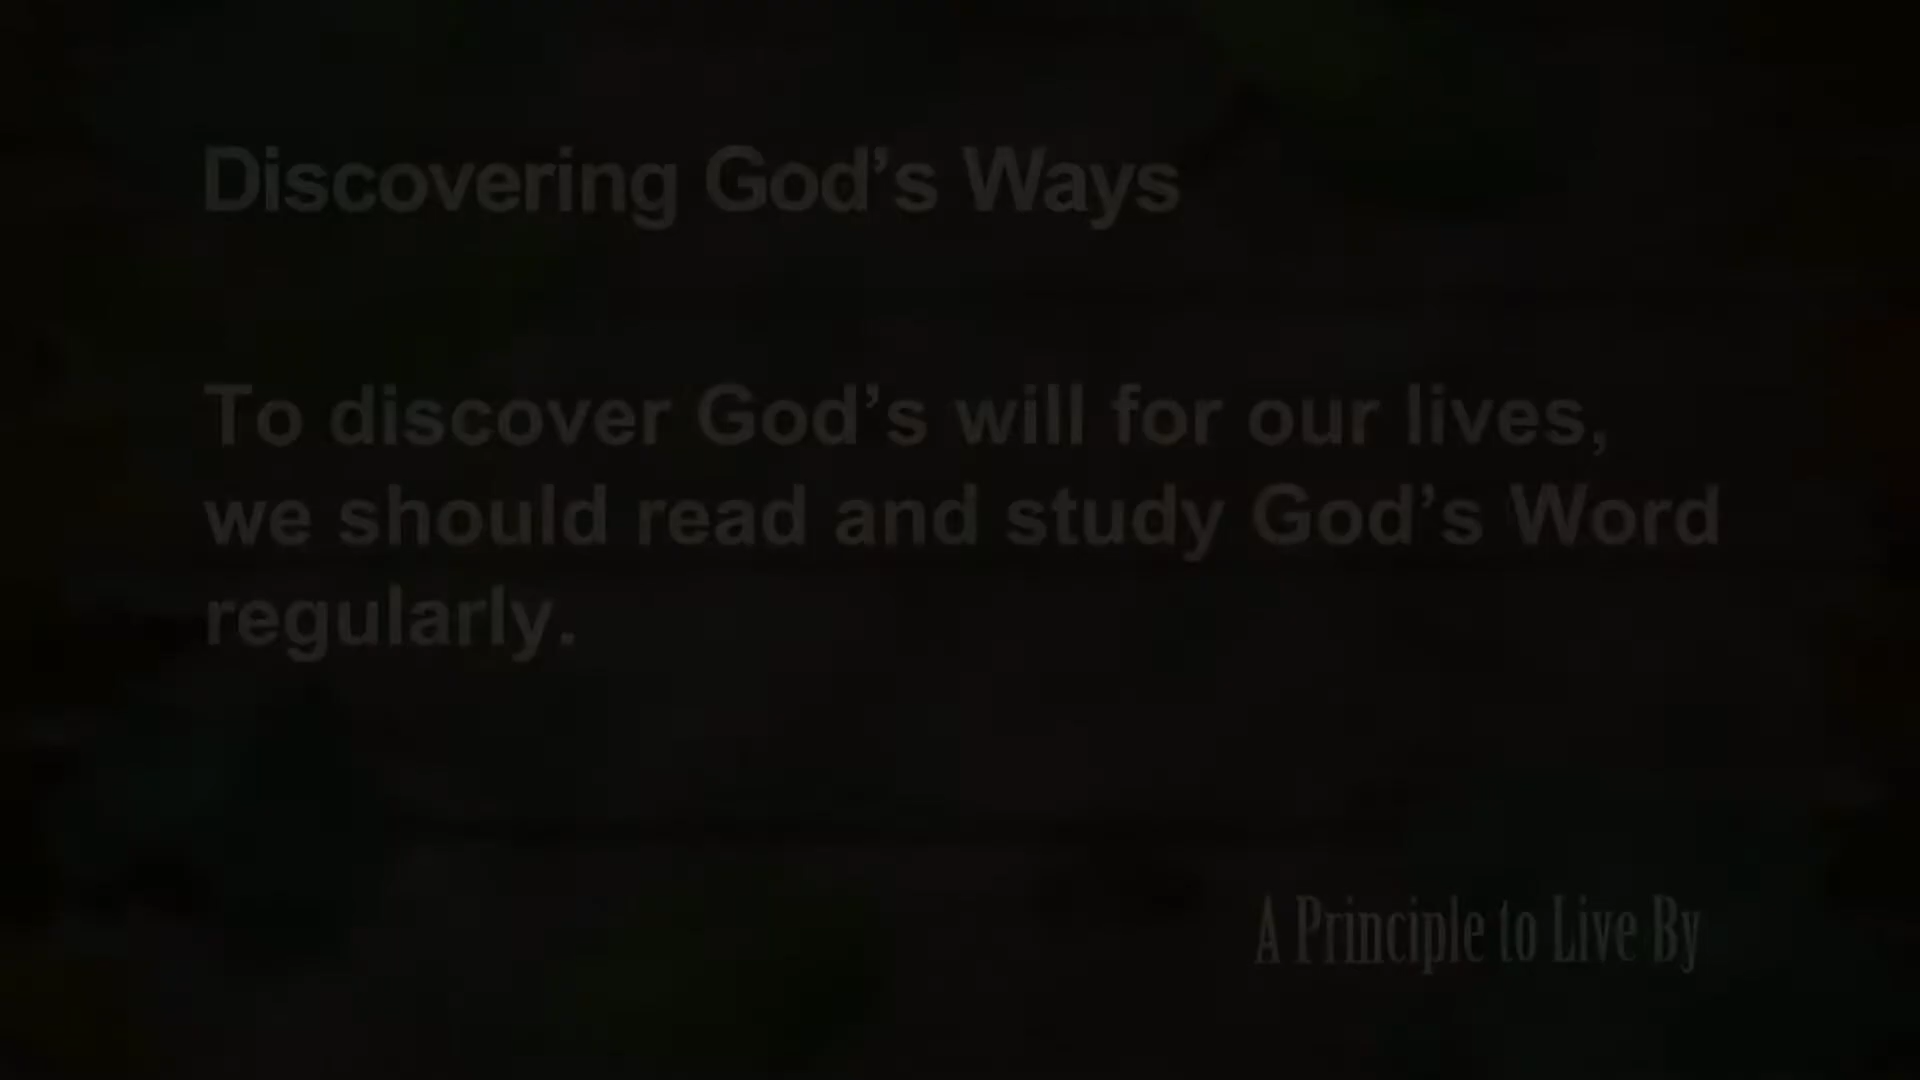 Discovering God’s Ways
To discover God’s will for our lives,
we should read and study God’s Word
regularly.
A Principle to Live By